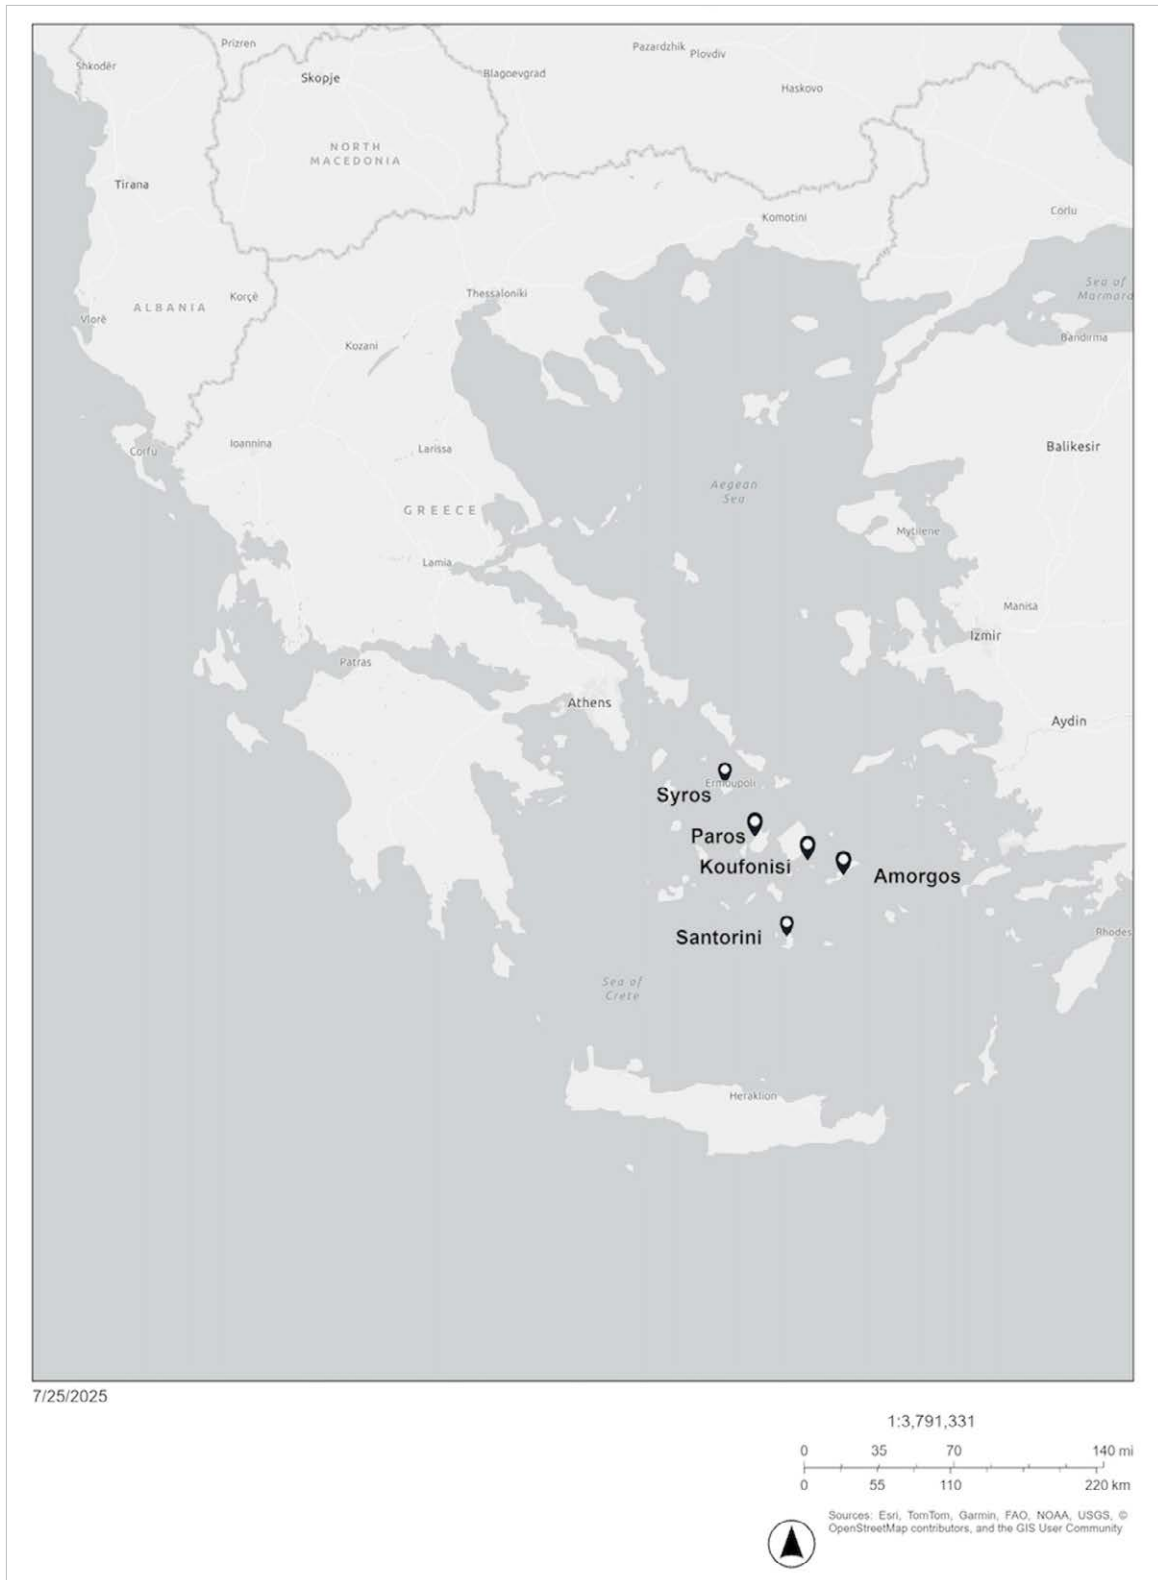 Prizren
Pazardzhik
Plovdiv
Shkodër
Skopje
Blagoevgrad
Haskovo
NORTH
MACEDONIA
Tirana
Komotini
Corlu
Sea of
Marmara
Thessaloniki
Korçë
ALBANIA
Vlorë
Kozani
Bandirma
Ioannina
Larissa
Balikesir
Corfu
Aegean
Sea
GREECE
Mytilene
Lamia
Manisa
Izmir
Patras
Athens
Aydin
Ermoupoli
Syros
Paros
Koufonisi
Amorgos
Santorini
Rhodes
Sea of
Crete
Heraklion
7/25/2025
1:3,791,331
0 35 70 140 mi
0 55 110 220 km
Sources: Esri, TomTom, Garmin, FAO, NOAA, USGS, ©
OpenStreetMap contributors, and the GIS User Community